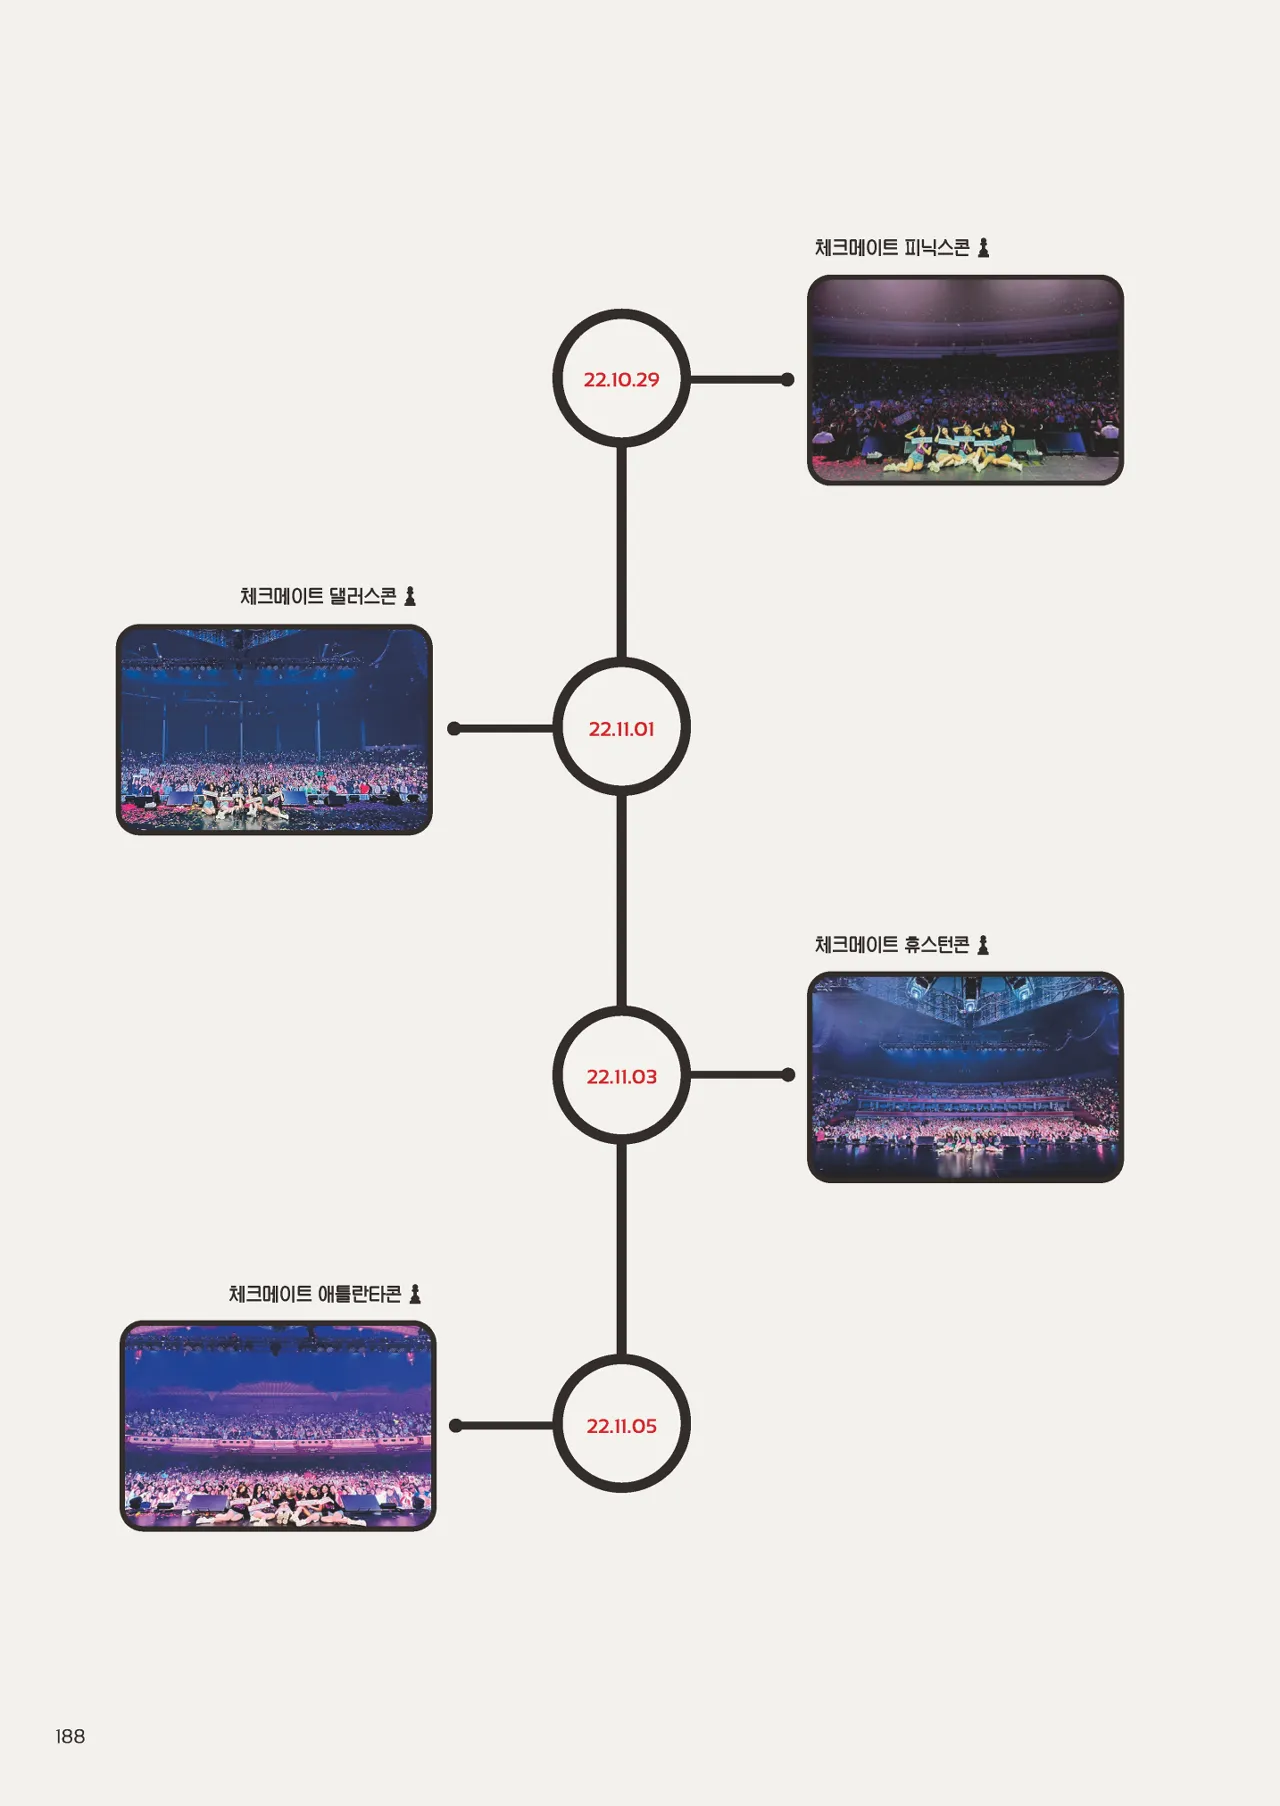 체크메이트 피닉스콘
22.10.29
체크메이트 댈러스콘
22.11.01
체크메이트 휴스턴콘
22.11.03
체크메이트 애틀란타콘
22.11.05
188